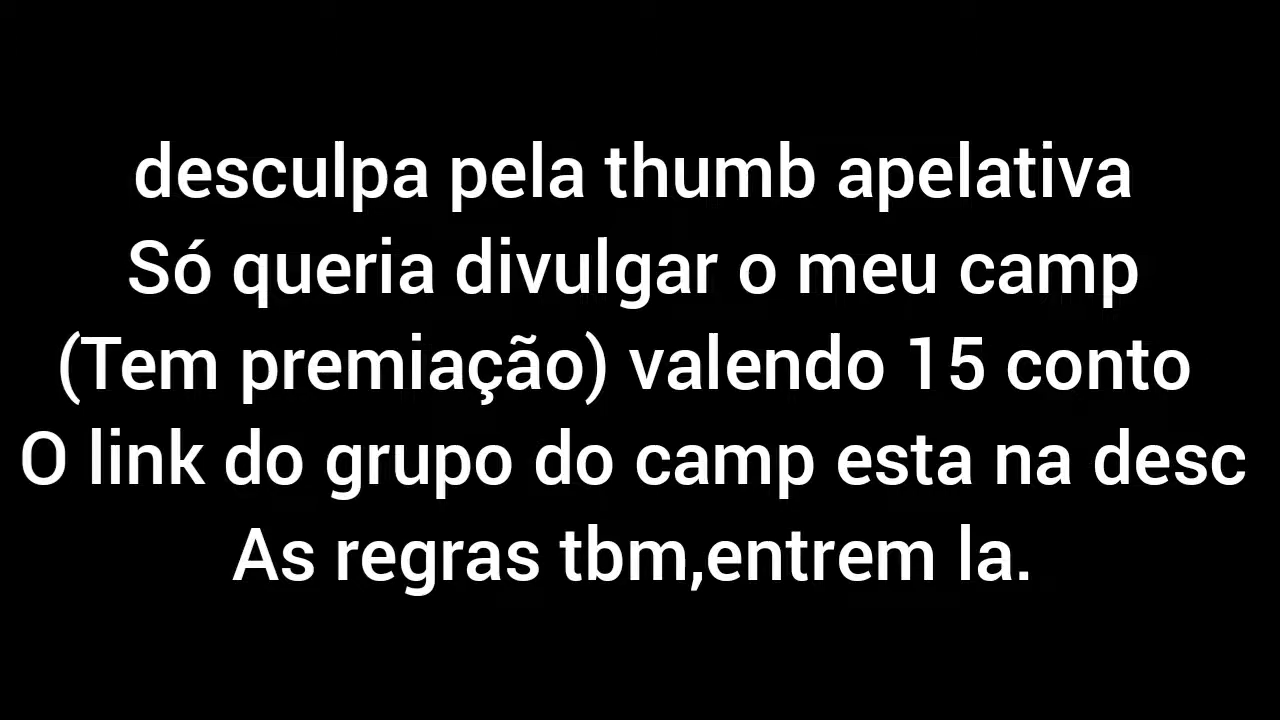 desculpa pela thumb apelativa
Só queria divulgar o meu camp
(Tem premiação) valendo 15 conto
O link do grupo do camp esta na desc
As regras tbm,entrem la.